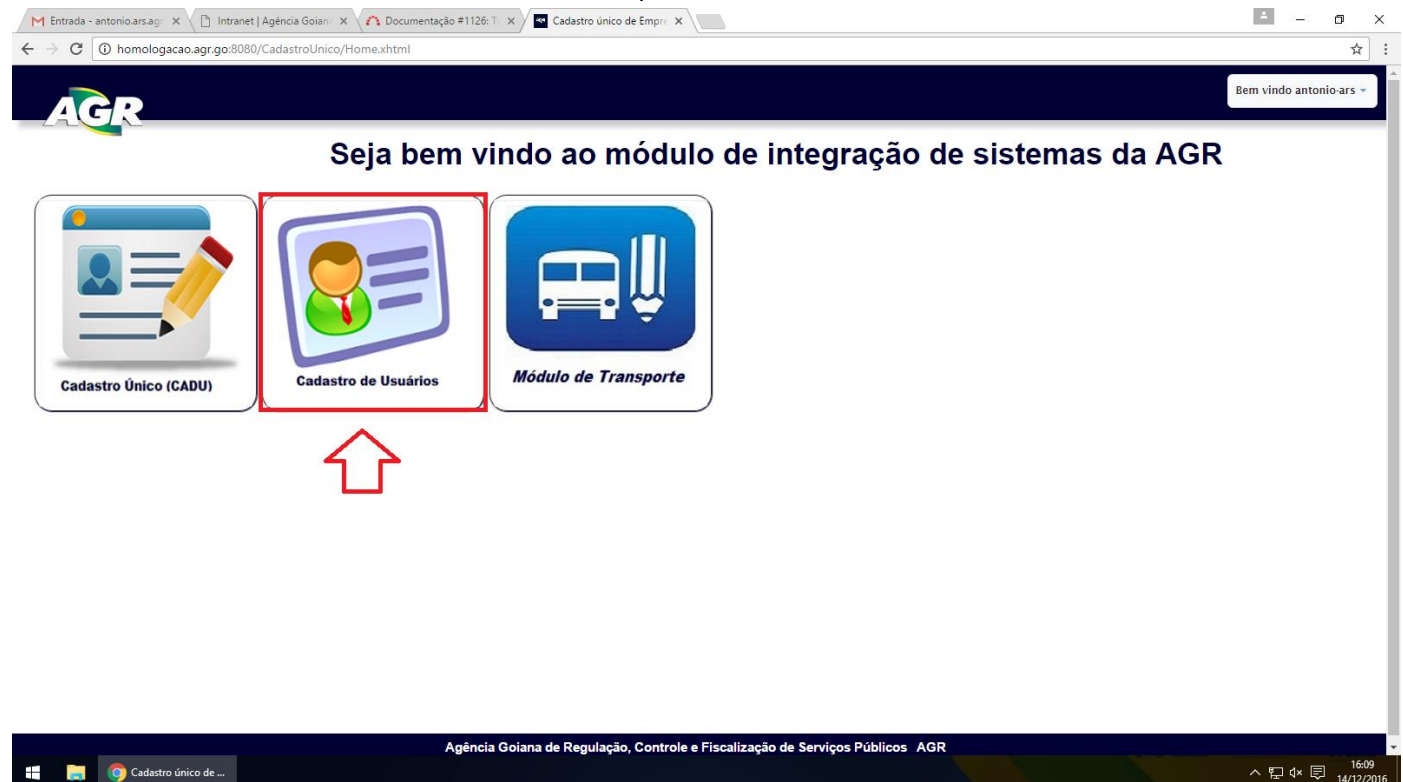 Entrada - antonio.ars.agr
Intranet | Agência Goian
Documentação #1126: T
Cadastro único de Empre
homologacao.agr.go:8080/CadastroUnico/Home.xhtml
AGR
Bem vindo antonio-ars
Seja bem vindo ao módulo de integração de sistemas da AGR
Cadastro Único (CADU)
Cadastro de Usuários
Módulo de Transporte
Agência Goiana de Regulação, Controle e Fiscalização de Serviços Públicos AGR
Cadastro único de ...
16:09
14/12/2016